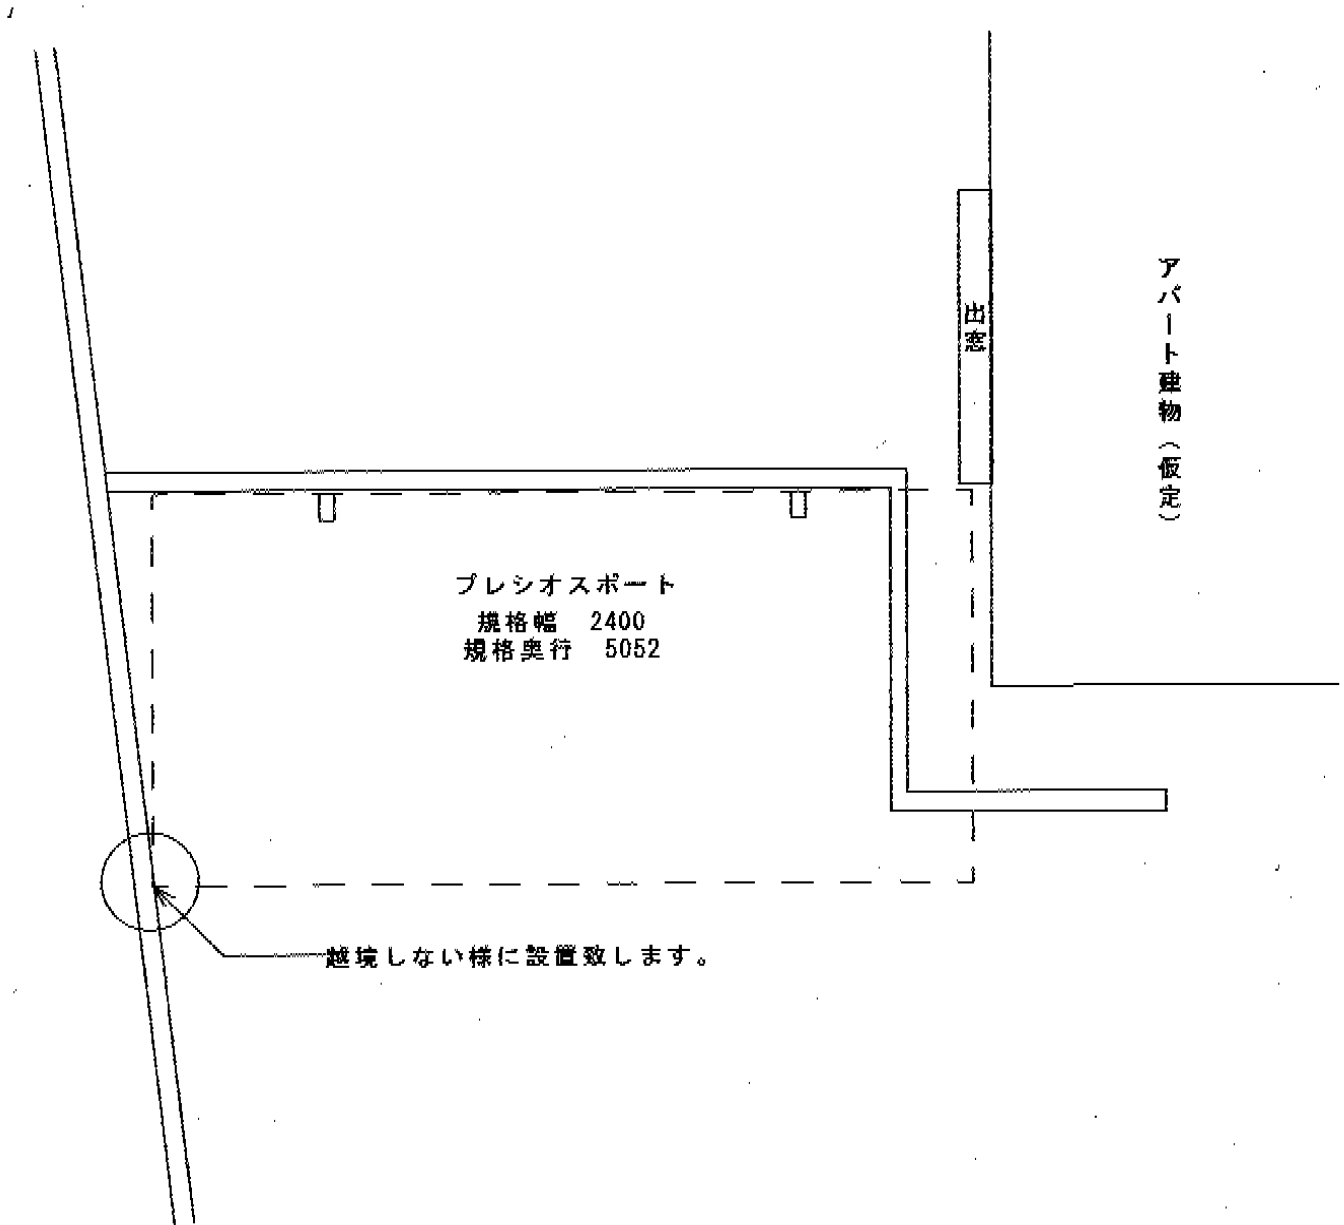 出窓
アパート建物（仮定）
プレシオスポート
規格幅　2400
規格奥行　5052
越境しない様に設置致します。